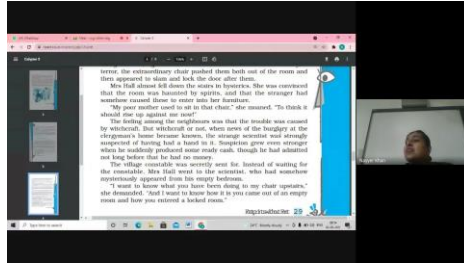 terror, the extraordinary chair pushed them both out of the room and
then appeared to slam and lock the door after them.
Mrs Hall almost fell down the stairs in hysterics. She was convinced
that the room was haunted by spirits, and that the stranger had
somehow caused these to enter into her furniture.
"My poor mother used to sit in that chair," she moaned. "To think it
should rise up against me now!"
The feeling among the neighbours was that the trouble was caused
by witchcraft. But witchcraft or not, when news of the burglary at the
clergyman's home became known, the strange scientist was strongly
suspected of having had a hand in it. Suspicion grew even stronger
when he suddenly produced some ready cash, though he had admitted
not long before that he had no money.
The village constable was secretly sent for. Instead of waiting for
the constable, Mrs Hall went to the scientist, who had somehow
mysteriously appeared from his empty bedroom.
"I want to know what you have been doing to my chair upstairs,"
she demanded. "And I want to know how it is you came out of an empty
room and how you entered a locked room."
29